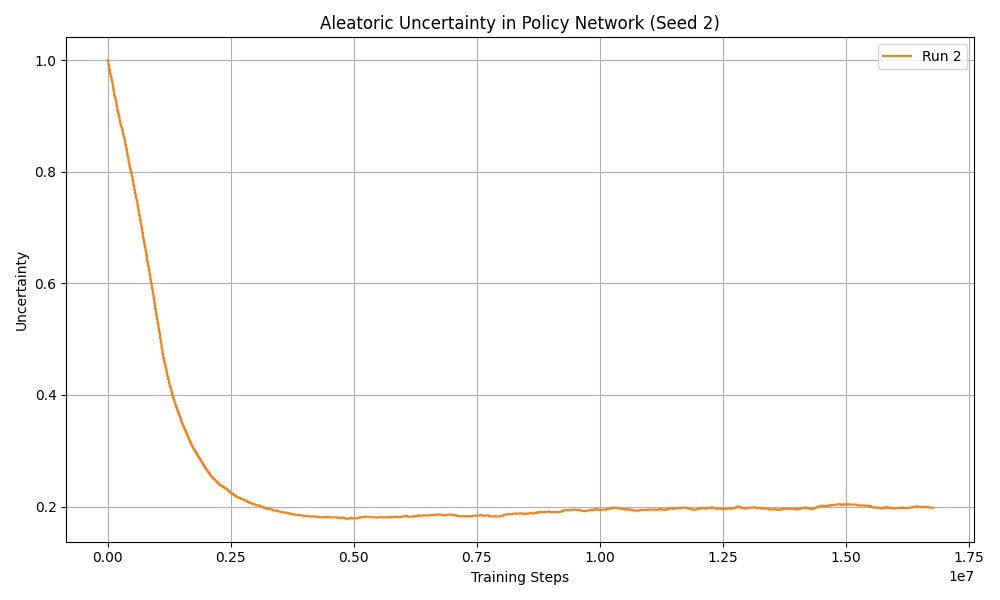 Aleatoric Uncertainty in Policy Network (Seed 2)
Run 2
Uncertainty
1.0
0.8
0.6
0.4
0.2
0.00 0.25 0.50 0.75 1.00 1.25 1.50 1.75
1e7
Training Steps